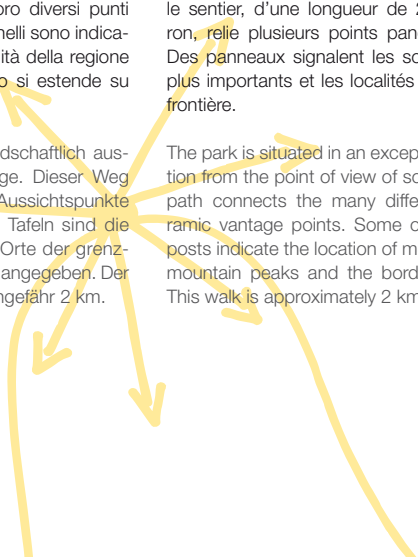 oro diversi punti
nelli sono indica-
ità della regione
o si estende su
dschaftlich aus-
ge. Dieser Weg
Aussichtspunkte
Tafeln sind die
Orte der grenz-
angegeben. Der
ngefähr 2 km.
le sentier, d'une longueur de 2
ron, relie plusieurs points pan
Des panneaux signalent les so
plus importants et les localités
frontière.
The park is situated in an excep
tion from the point of view of sc
path connects the many diffe
ramic vantage points. Some o
posts indicate the location of m
mountain peaks and the bord
This walk is approximately 2 km